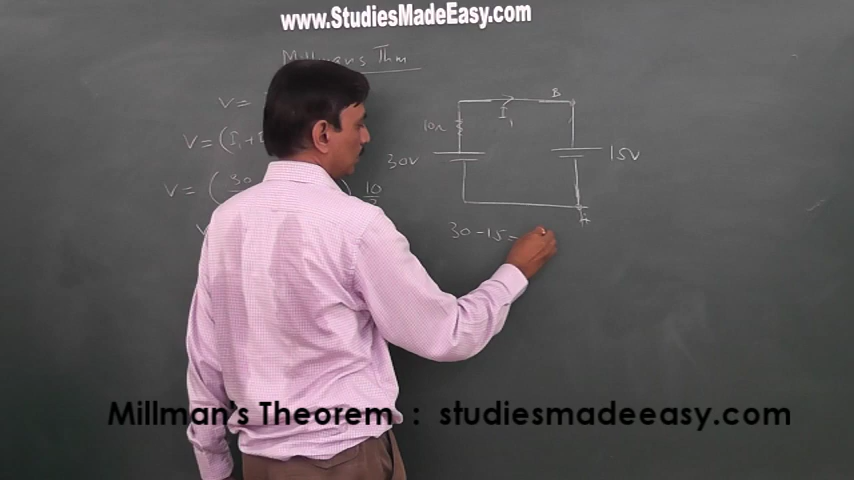 www.StudiesMadeEasy.com
Millmans Thm
V =
V = (I₁ +
V = ( 30 ) 10
B
I₁
10Ω
30V
15V
A
30 - 15 =
Millman's Theorem : studiesmadeeasy.com